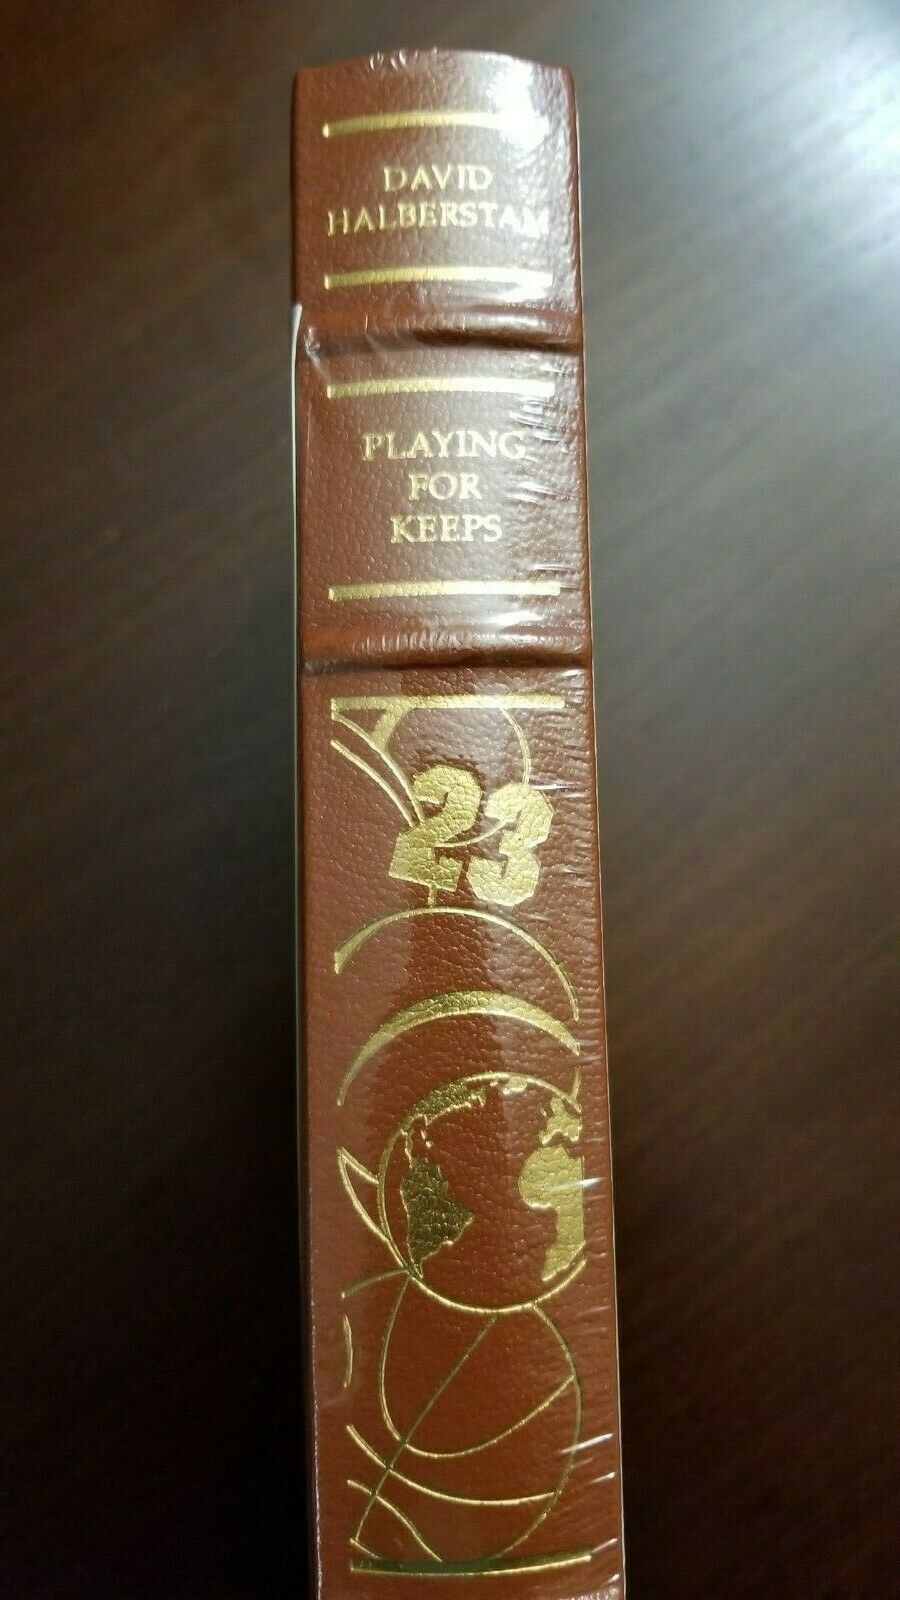 DAVID
HALBERSTAM
PLAYING
FOR
KEEPS
23